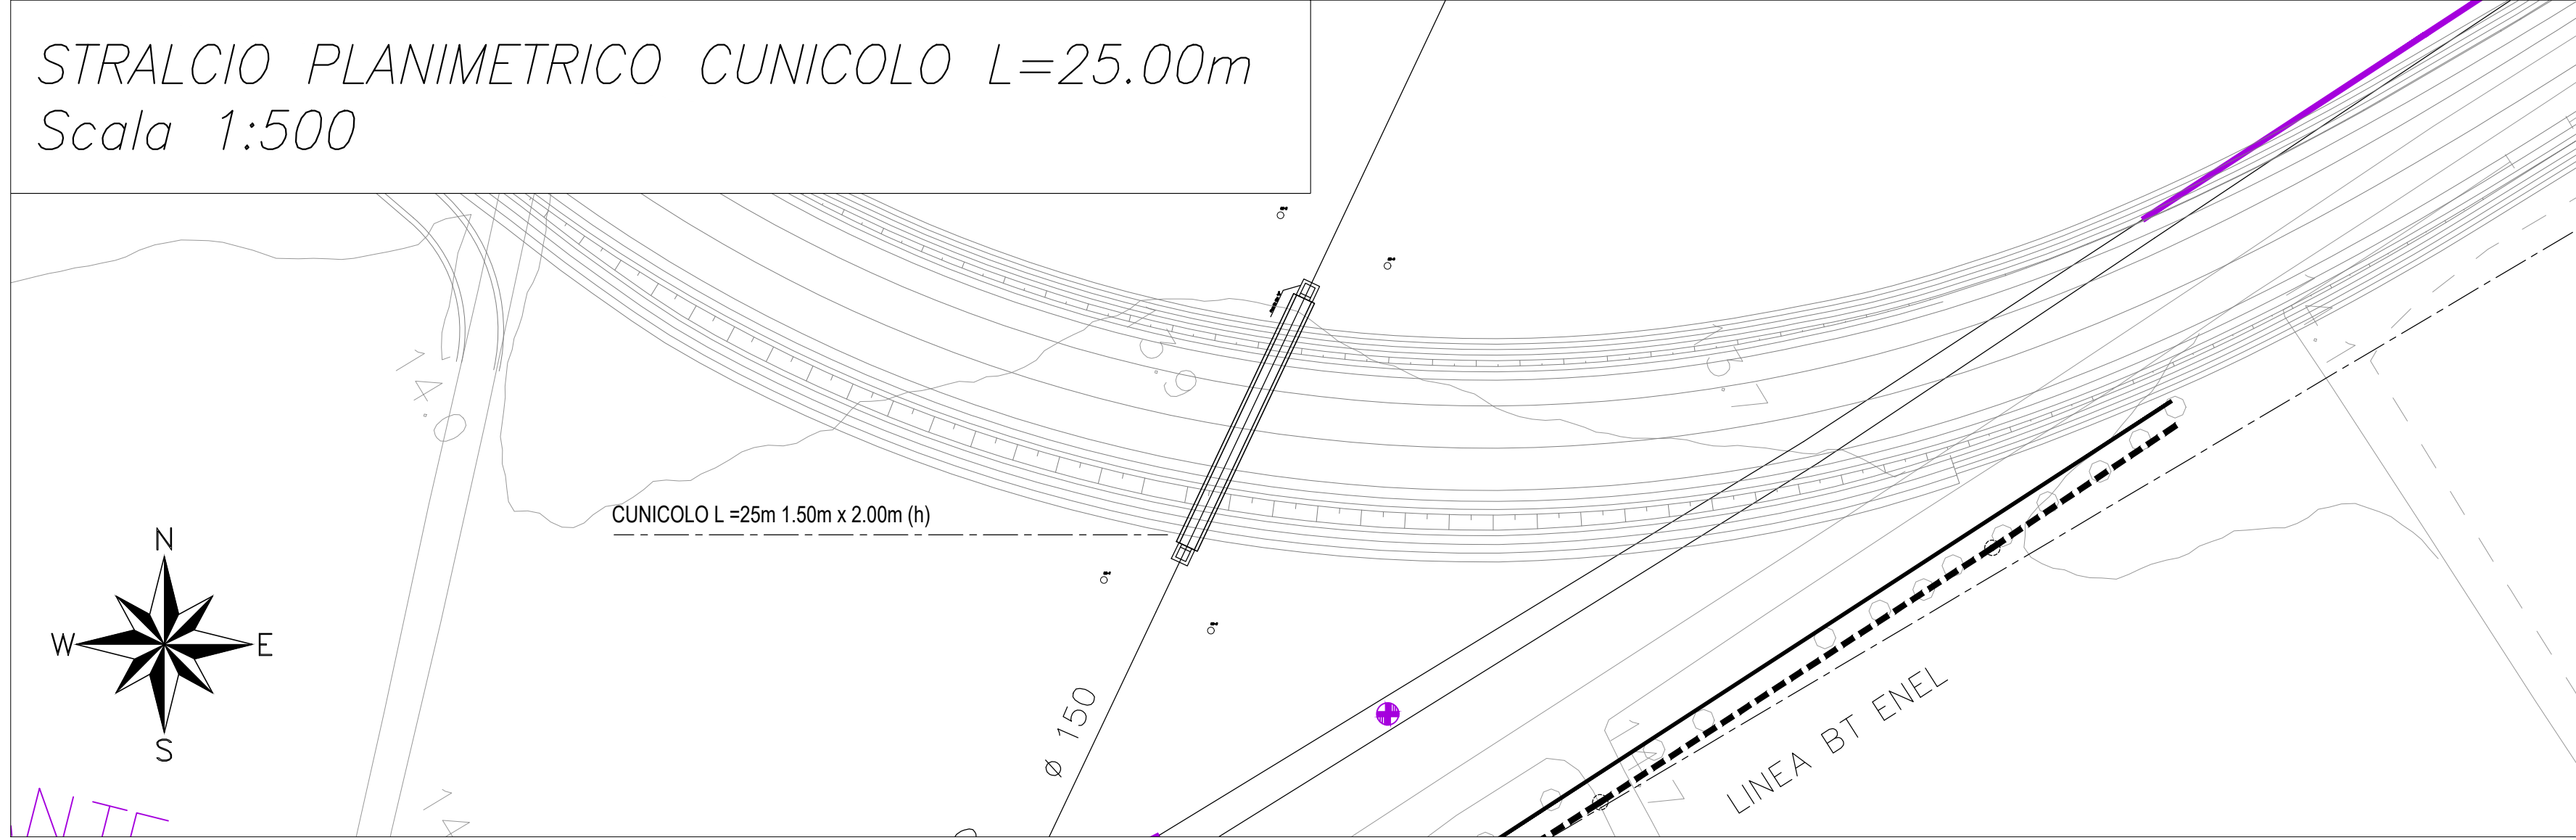 STRALCIO PLANIMETRICO CUNICOLO L=25.00m
Scala 1:500
CUNICOLO L =25m 1.50m x 2.00m (h)
N
W
E
S
ø 150
LINEA BT ENEL